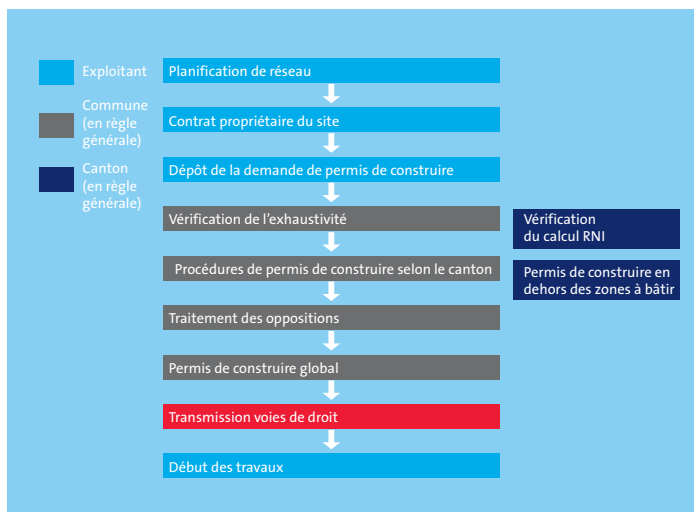 Exploitant
Commune
(en règle
générale)
Canton
(en règle
générale)
Planification de réseau
Contrat propriétaire du site
Dépôt de la demande de permis de construire
Vérification de l'exhaustivité
Vérification
du calcul RNI
Procédures de permis de construire selon le canton
Permis de construire en
dehors des zones à bâtir
Traitement des oppositions
Permis de construire global
Transmission voies de droit
Début des travaux